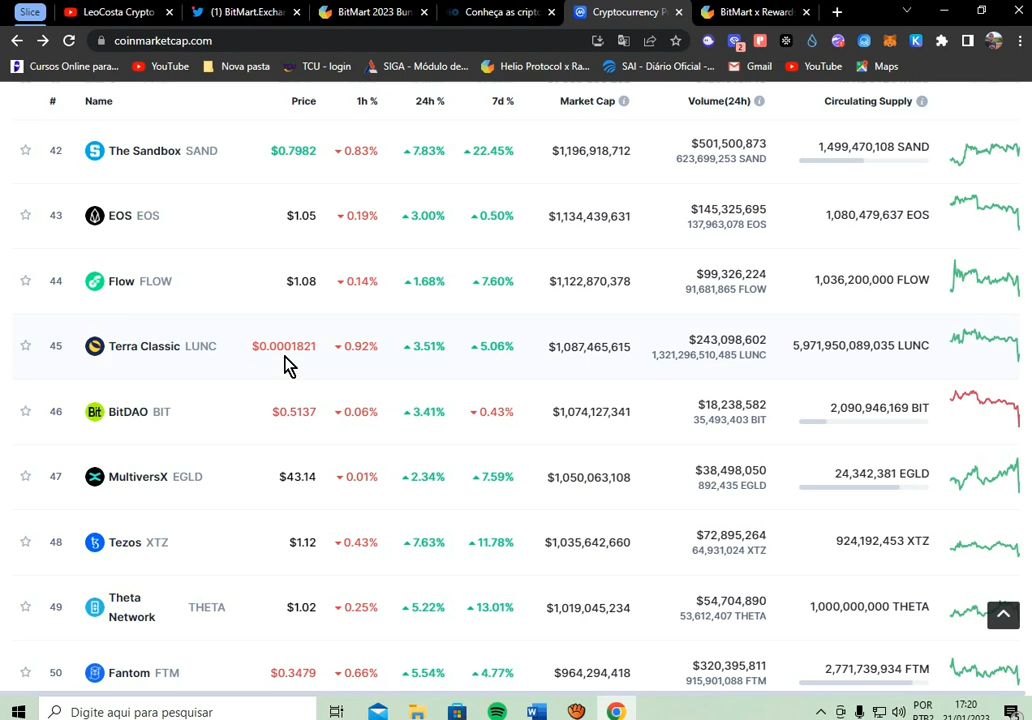 Slice
LeoCosta Crypto
(1) BitMart.Exchan
BitMart 2023 Bun
Conheça as cripto
Cryptocurrency P
BitMart x Reward
coinmarketcap.com
2
Cursos Online para...
YouTube
Nova pasta
TCU - login
SIGA - Módulo de...
Helio Protocol x Ra...
SAI - Diário Oficial -...
Gmail
YouTube
Maps
# Name Price 1h % 24h % 7d % Market Cap Volume(24h) Circulating Supply
42 The Sandbox SAND $0.7982 0.83% 7.83% 22.45% $1,196,918,712 $501,500,873 1,499,470,108 SAND
623,699,253 SAND
43 EOS EOS $1.05 0.19% 3.00% 0.50% $1,134,439,631 $145,325,695 1,080,479,637 EOS
137,963,078 EOS
44 Flow FLOW $1.08 0.14% 1.68% 7.60% $1,122,870,378 $99,326,224 1,036,200,000 FLOW
91,681,865 FLOW
45 Terra Classic LUNC $0.0001821 0.92% 3.51% 5.06% $1,087,465,615 $243,098,602 5,971,950,089,035 LUNC
1,321,296,510,485 LUNC
46 Bit BitDAO BIT $0.5137 0.06% 3.41% 0.43% $1,074,127,341 $18,238,582 2,090,946,169 BIT
35,493,403 BIT
47 MultiversX EGLD $43.14 0.01% 2.34% 7.59% $1,050,063,108 $38,498,050 24,342,381 EGLD
892,435 EGLD
48 Tezos XTZ $1.12 0.43% 7.63% 11.78% $1,035,642,660 $72,895,264 924,192,453 XTZ
64,931,024 XTZ
49 Theta Network THETA $1.02 0.25% 5.22% 13.01% $1,019,045,234 $54,704,890 1,000,000,000 THETA
53,612,407 THETA
50 Fantom FTM $0.3479 0.66% 5.54% 4.77% $964,294,418 $320,395,811 2,771,739,934 FTM
915,901,088 FTM
Digite aqui para pesquisar
POR
PTB2
17:20
21/01/2023